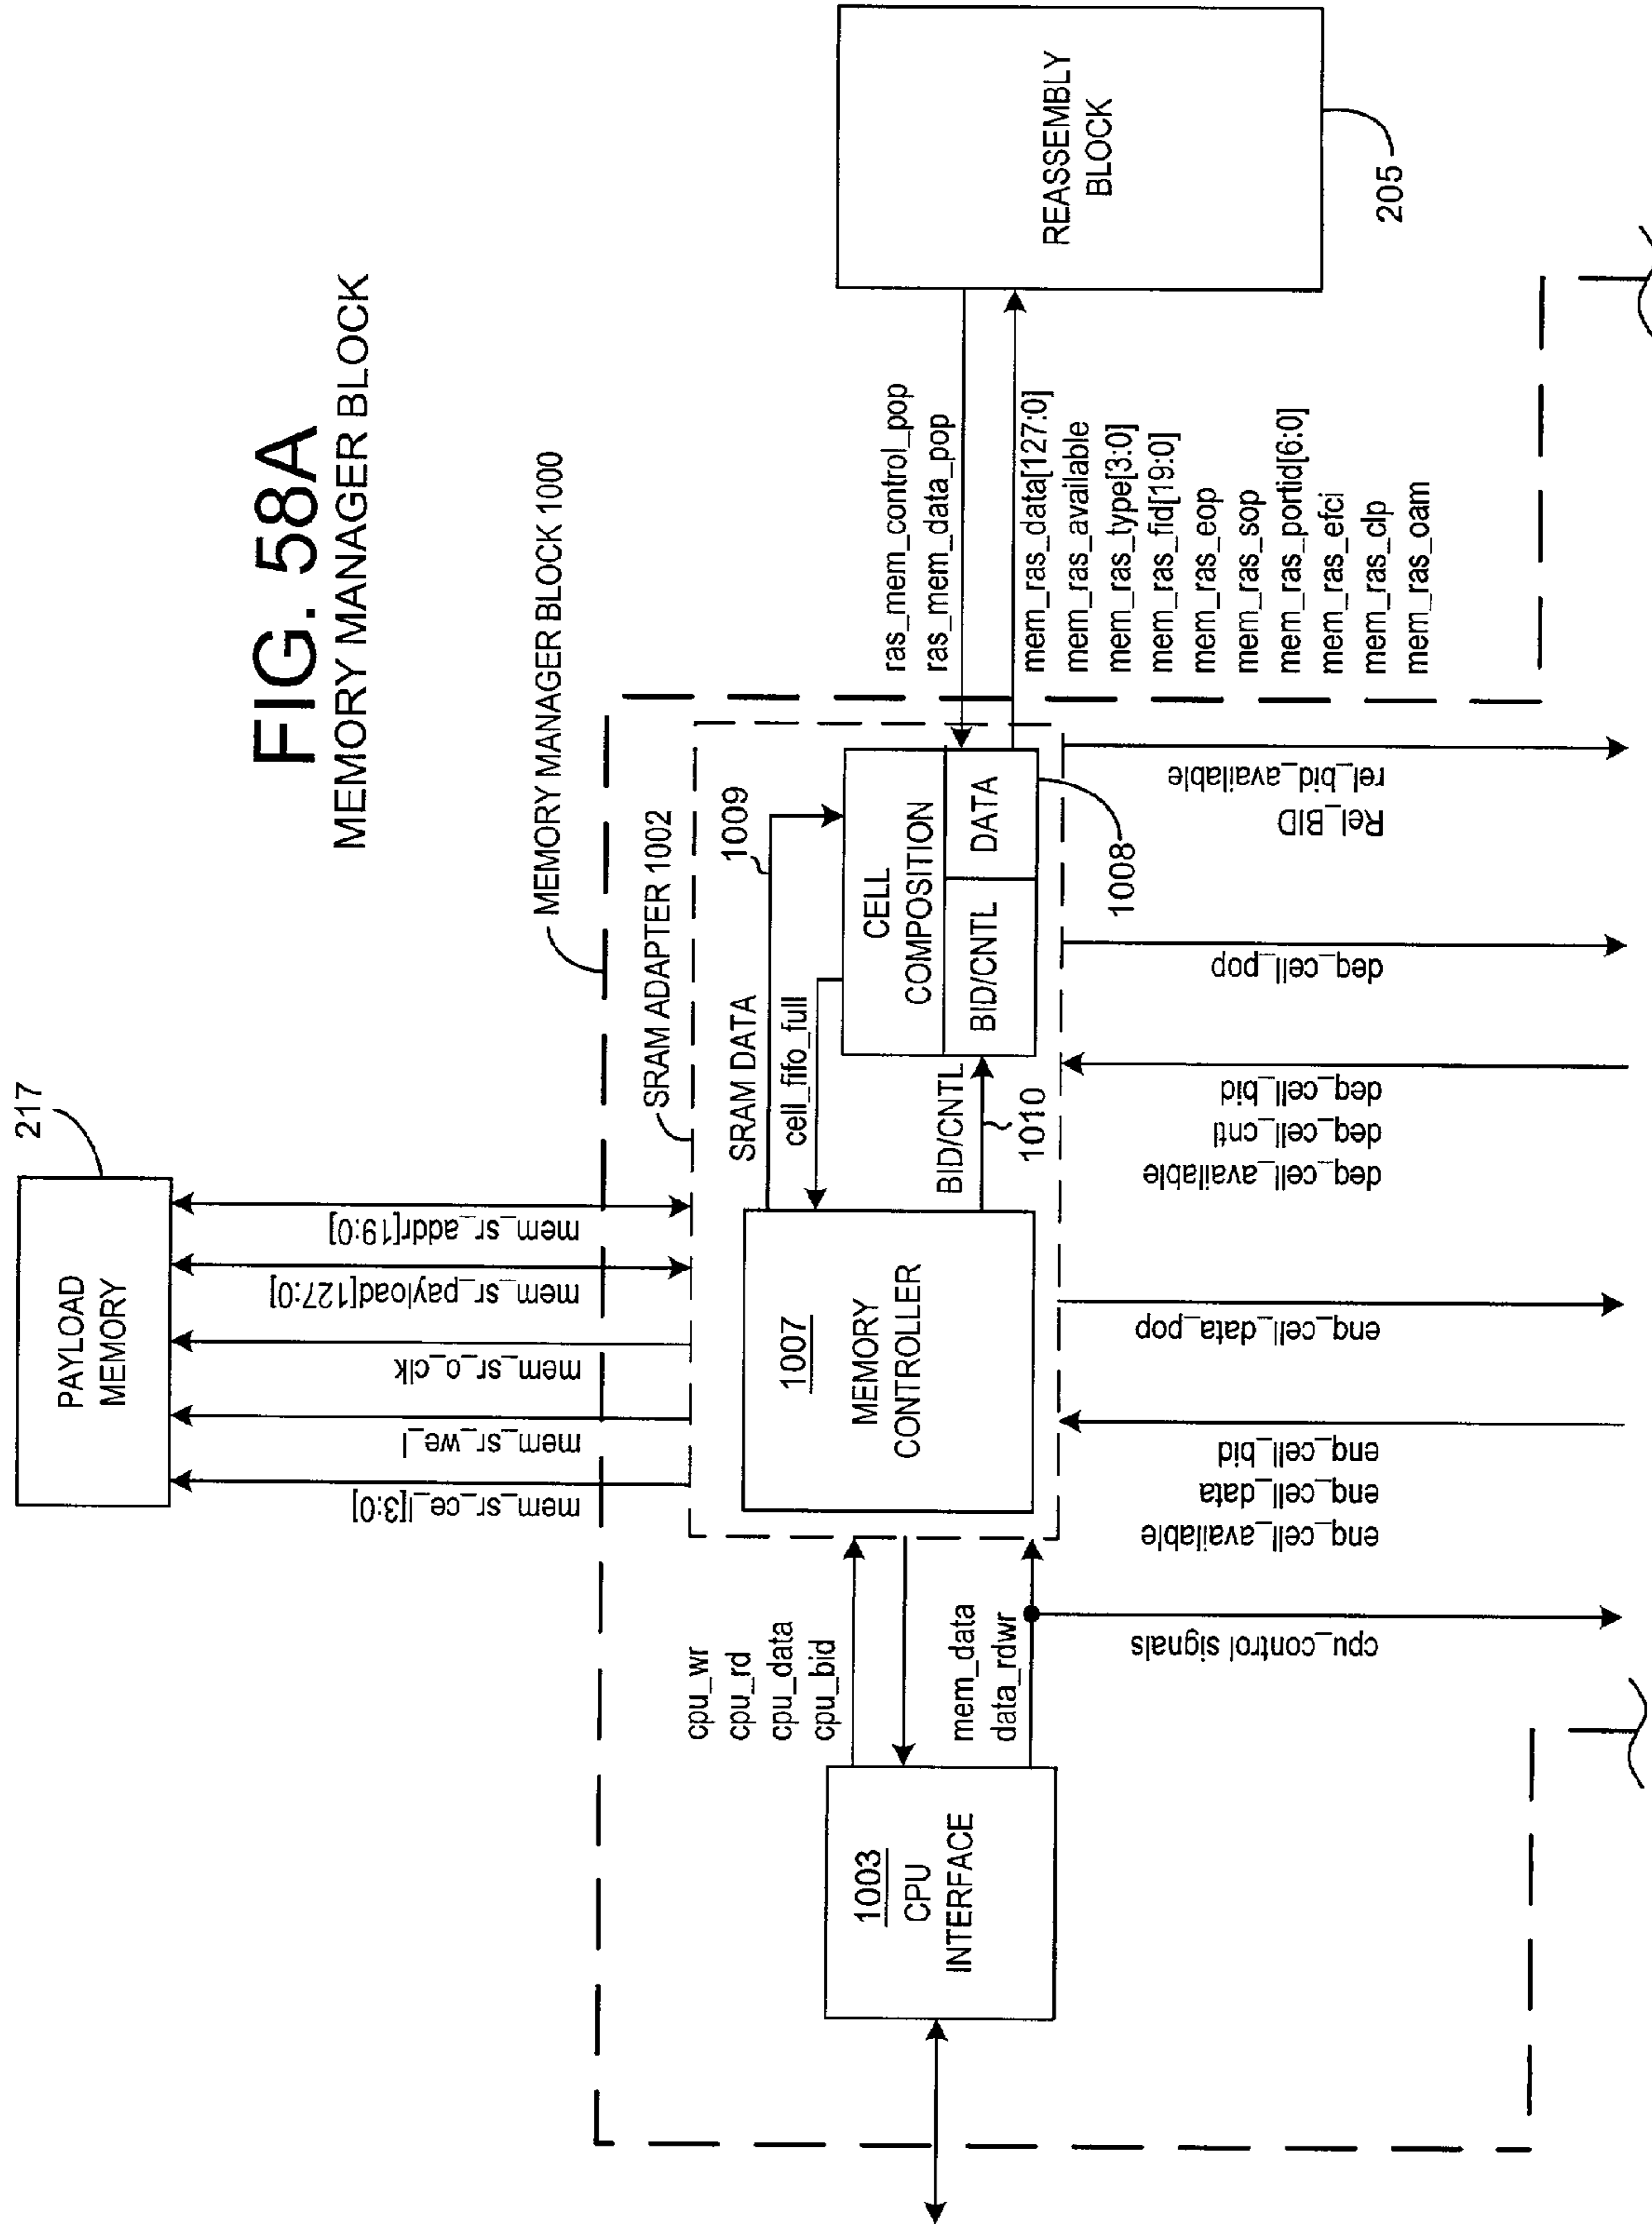 FIG. 58A
MEMORY MANAGER BLOCK
217
PAYLOAD
MEMORY
mem_sr_ce_l[3:0]
mem_sr_we_l
mem_sr_o_clk
mem_sr_payload[127:0]
mem_sr_addr[19:0]
MEMORY MANAGER BLOCK 1000
SRAM ADAPTER 1002
1003
CPU
INTERFACE
cpu_wr
cpu_rd
cpu_data
cpu_bid
mem_data
data_rdwr
1007
MEMORY
CONTROLLER
SRAM DATA
1009
cell_fifo_full
BID/CNTL
1010
CELL
COMPOSITION
BID/CNTL
DATA
1008
ras_mem_control_pop
ras_mem_data_pop
mem_ras_data[127:0]
mem_ras_available
mem_ras_type[3:0]
mem_ras_fid[19:0]
mem_ras_eop
mem_ras_sop
mem_ras_portid[6:0]
mem_ras_efci
mem_ras_clp
mem_ras_oam
REASSEMBLY
BLOCK
205
cpu_control signals
enq_cell_available
enq_cell_data
enq_cell_bid
enq_cell_data_pop
deq_cell_available
deq_cell_cntl
deq_cell_bid
deq_cell_pop
Rel_BID
rel_bid_available